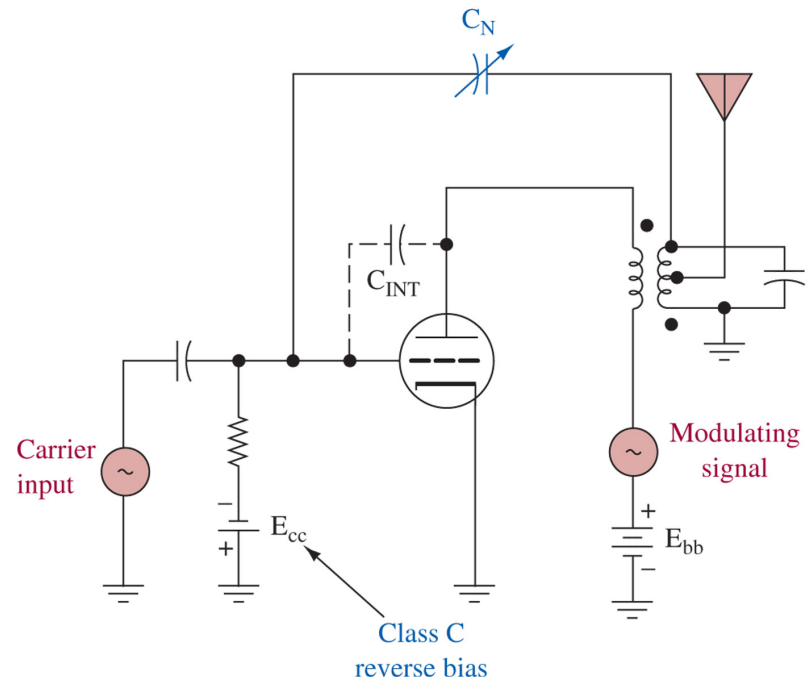 C_N
C_INT
Carrier
input
~
−
+
E_cc
Modulating
signal
~
+
−
E_bb
Class C
reverse bias